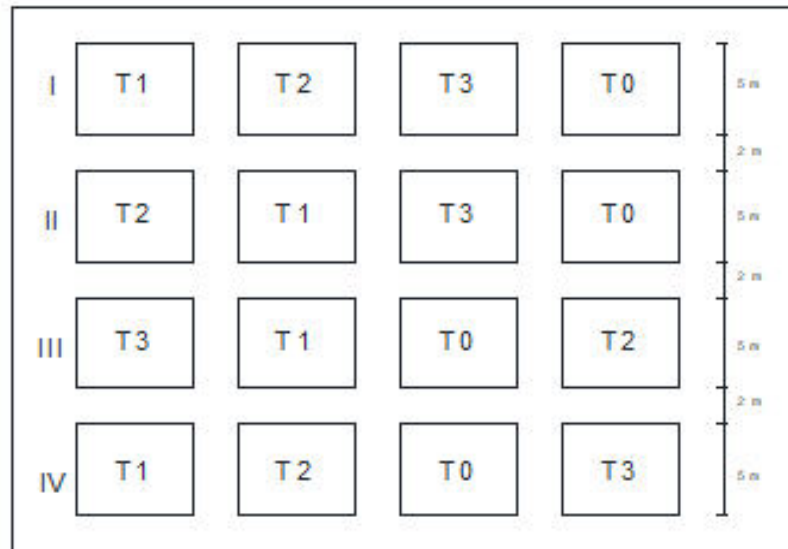 I T1 T2 T3 T0 5 m
2 m
II T2 T1 T3 T0 5 m
2 m
III T3 T1 T0 T2 5 m
2 m
IV T1 T2 T0 T3 5 m